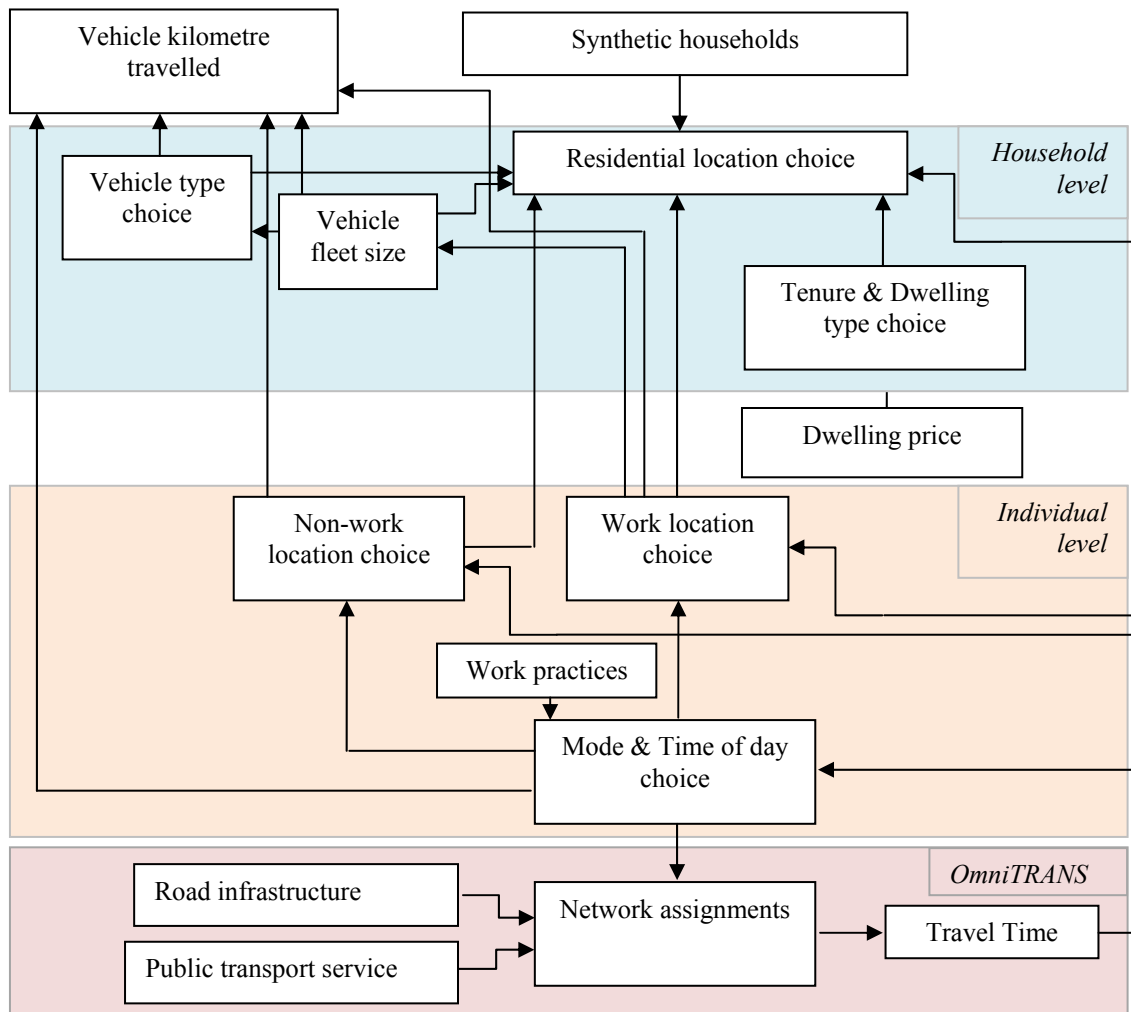 Vehicle kilometre
travelled
Synthetic households
Residential location choice
Household
level
Vehicle type
choice
Vehicle
fleet size
Tenure & Dwelling
type choice
Dwelling price
Individual
level
Non-work
location choice
Work location
choice
Work practices
Mode & Time of day
choice
OmniTRANS
Road infrastructure
Network assignments
Travel Time
Public transport service